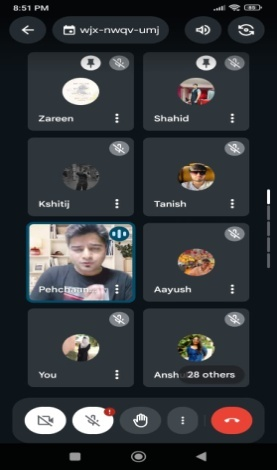 8:51 PM
wjx-nwqv-umj
Zareen
Shahid
Kshitij
Tanish
Aayush
You
Ansh
28 others